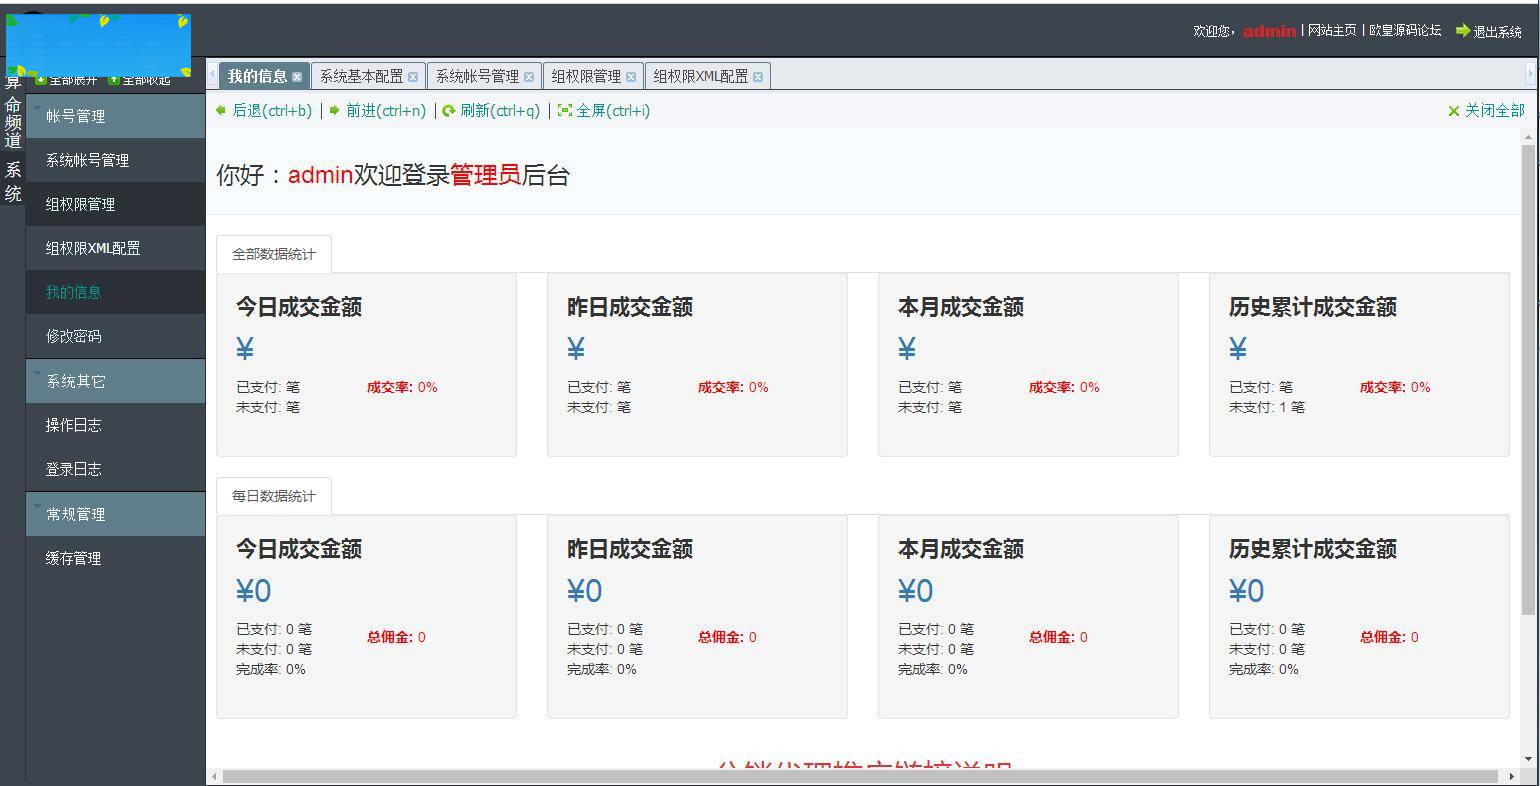 欢迎您，admin | 网站主页 | 欧皇源码论坛 退出系统
算命频道
系统
全部展开 全部收起
帐号管理
系统帐号管理
组权限管理
组权限XML配置
我的信息
修改密码
系统其它
操作日志
登录日志
常规管理
缓存管理
我的信息 系统基本配置 系统帐号管理 组权限管理 组权限XML配置
后退(ctrl+b) | 前进(ctrl+n) | 刷新(ctrl+q) 全屏(ctrl+i) 关闭全部
你好：admin欢迎登录管理员后台
全部数据统计
今日成交金额 昨日成交金额 本月成交金额 历史累计成交金额
¥ ¥ ¥ ¥
已支付: 笔 成交率: 0% 已支付: 笔 成交率: 0% 已支付: 笔 成交率: 0% 已支付: 笔 成交率: 0%
未支付: 笔 未支付: 笔 未支付: 笔 未支付: 1 笔
每日数据统计
今日成交金额 昨日成交金额 本月成交金额 历史累计成交金额
¥0 ¥0 ¥0 ¥0
已支付: 0 笔 总佣金: 0 已支付: 0 笔 总佣金: 0 已支付: 0 笔 总佣金: 0 已支付: 0 笔 总佣金: 0
未支付: 0 笔 未支付: 0 笔 未支付: 0 笔 未支付: 0 笔
完成率: 0% 完成率: 0% 完成率: 0% 完成率: 0%
分销代理推广链接说明